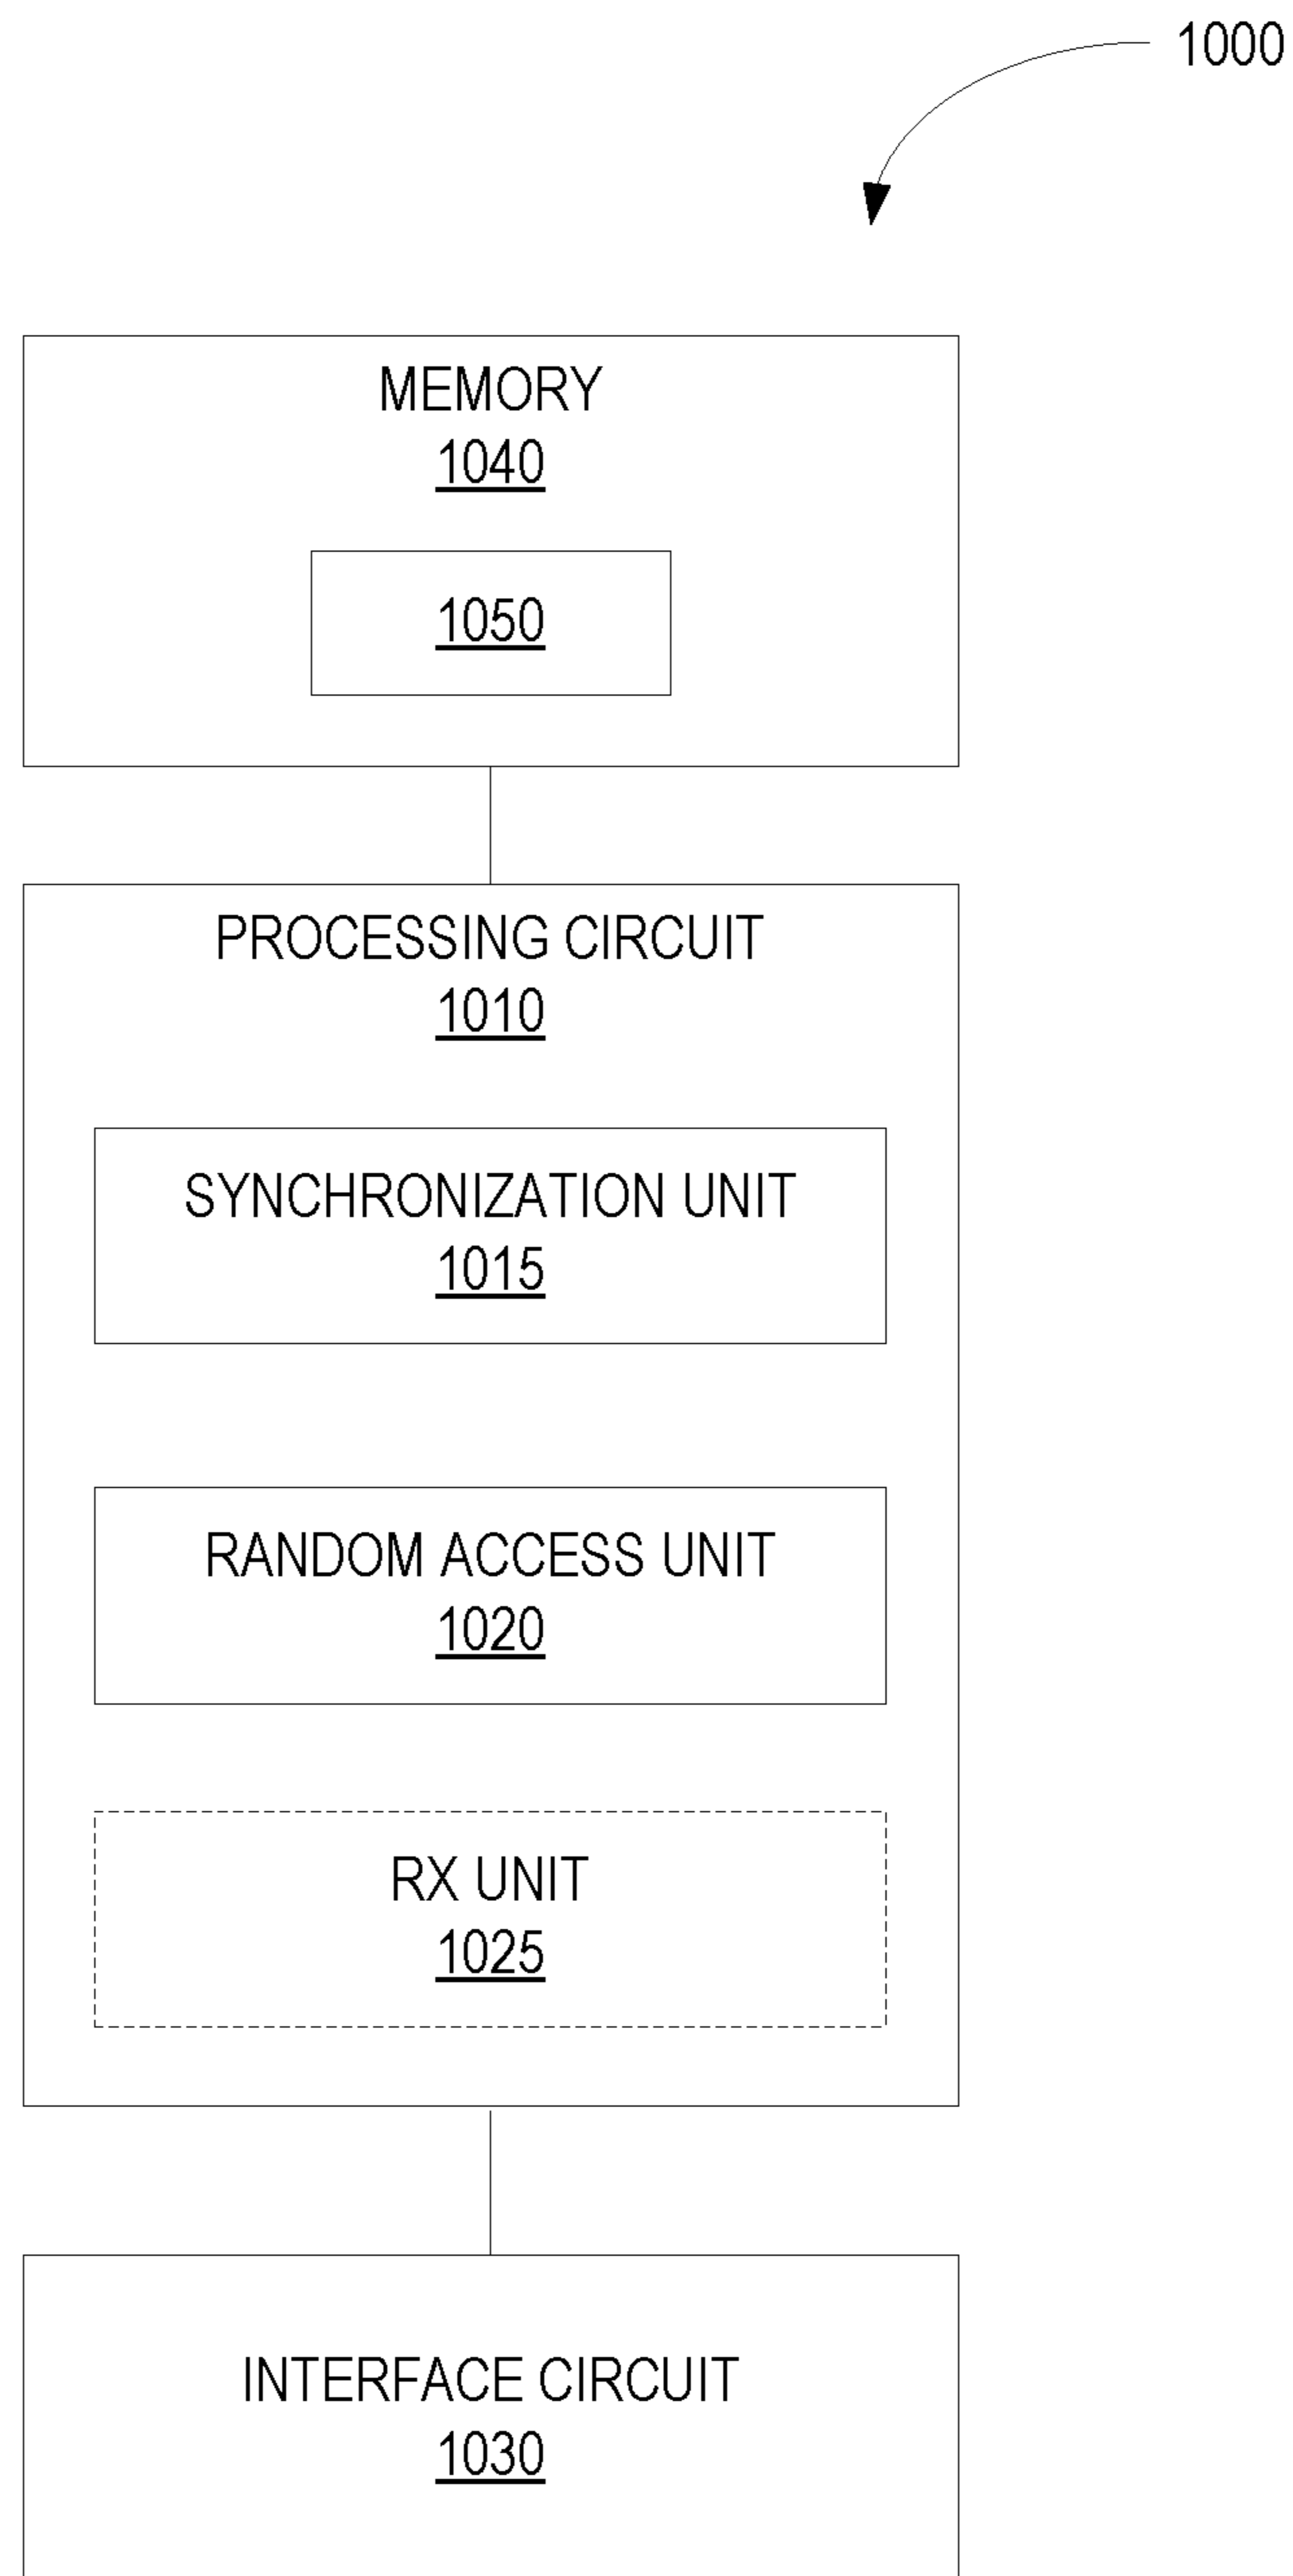 1000
MEMORY
1040
1050
PROCESSING CIRCUIT
1010
SYNCHRONIZATION UNIT
1015
RANDOM ACCESS UNIT
1020
RX UNIT
1025
INTERFACE CIRCUIT
1030